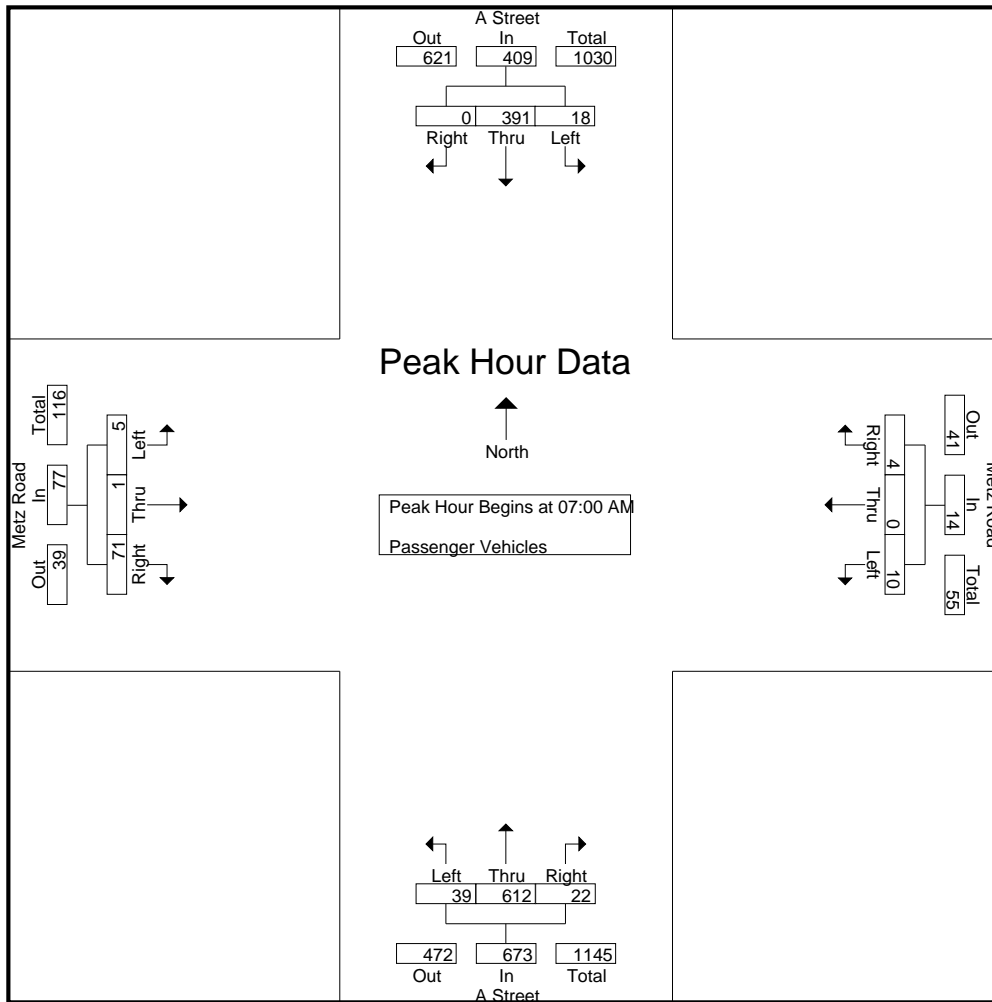 A Street
Out In Total
621 409 1030
0 391 18
Right Thru Left
Peak Hour Data
North
Peak Hour Begins at 07:00 AM
Passenger Vehicles
Metz Road
Total In Out
116 77 39
5 1 71
Left Thru Right
Right Thru Left
4 0 10
41 14 55
Out In Total
Metz Road
Left Thru Right
39 612 22
472 673 1145
Out In Total
A Street